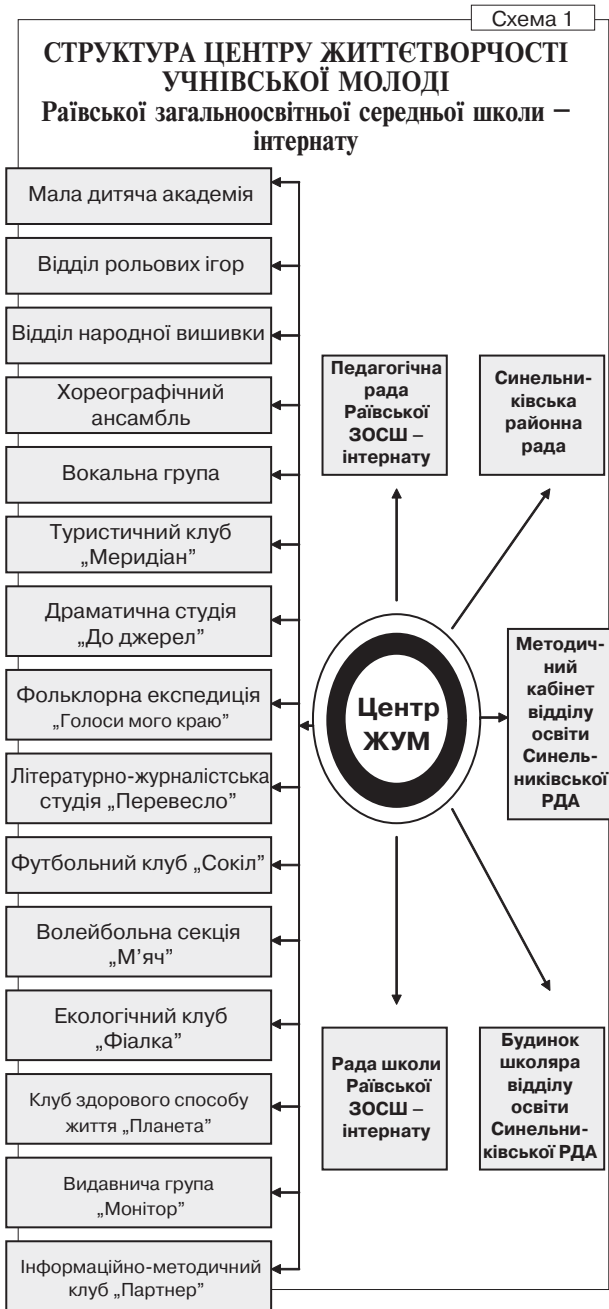 Схема 1
СТРУКТУРА ЦЕНТРУ ЖИТТЄТВОРЧОСТІ
УЧНІВСЬКОЇ МОЛОДІ
Раївської загальноосвітньої середньої школи –
інтернату
Мала дитяча академія
Відділ рольових ігор
Відділ народної вишивки
Хореографічний
ансамбль
Вокальна група
Туристичний клуб
„Меридіан”
Драматична студія
„До джерел”
Фольклорна експедиція
„Голоси мого краю”
Літературно-журналістська
студія „Перевесло”
Футбольний клуб „Сокіл”
Волейбольна секція
„М’яч”
Екологічний клуб
„Фіалка”
Клуб здорового способу
життя „Планета”
Видавнича група
„Монітор”
Інформаційно-методичний
клуб „Партнер”
Педагогічна
рада
Раївської
ЗОСШ –
інтернату
Синельни-
ківська
районна
рада
Центр
ЖУМ
Методич-
ний
кабінет
відділу
освіти
Синель-
никівської
РДА
Рада школи
Раївської
ЗОСШ –
інтернату
Будинок
школяра
відділу
освіти
Синельни-
ківської РДА